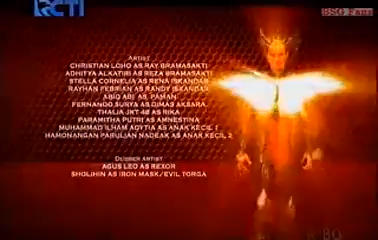 RCTI
BSG Fans
ARTIST
CHRISTIAN LOHO AS RAY BRAMASAKTI
ADHITYA ALKATIRI AS REZA BRAMASAKTI
STELLA CORNELIA AS RENA ISKANDAR
RAYHAN FEBRIAN AS RANDY ISKANDAR
ABIO ABI AS PAMAN
FERNANDO SURYA AS DIMAS AKSARA
THALIA JKT 48 AS RIKA
PARAMITHA PUTRI AS AMNESTINA
MUHAMMAD ILHAM ADYTIA AS ANAK KECIL 1
HAMONANGAN PARULIAN NADEAK AS ANAK KECIL 2
DUBBER ARTIST
AGUS LEO AS REXOR
SHOLIHIN AS IRON MASK/EVIL TORGA